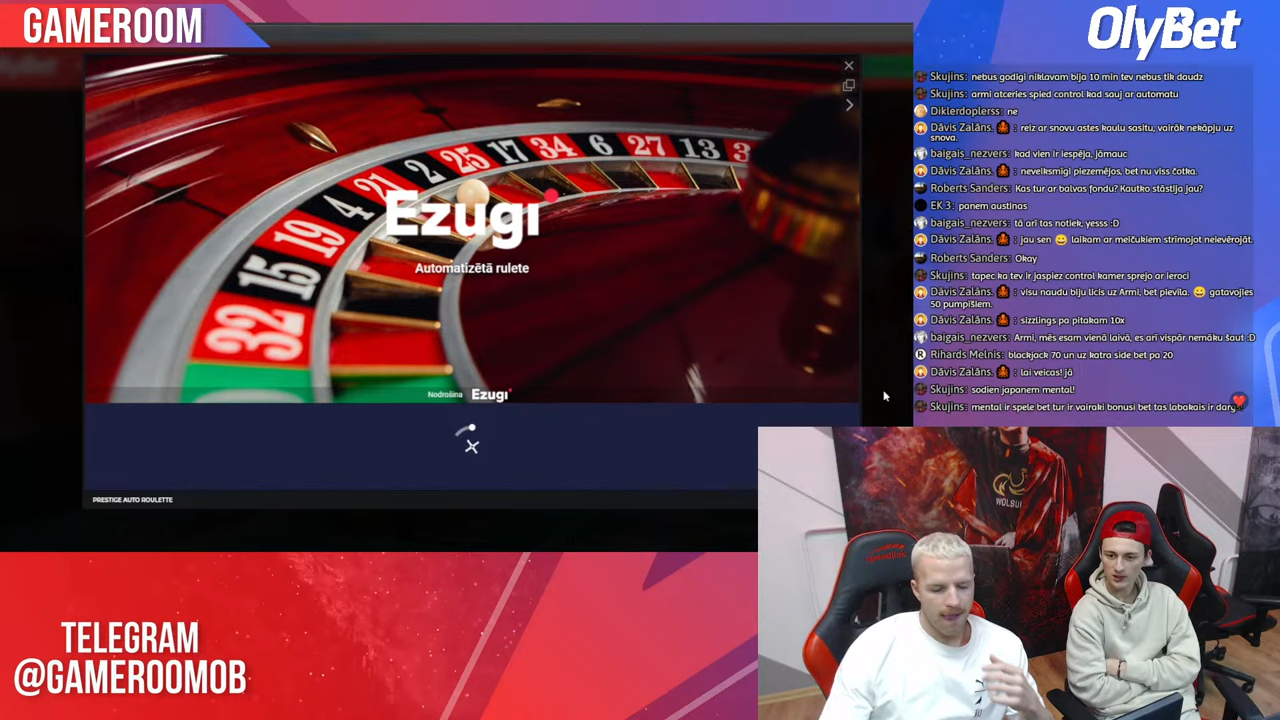 GAMEROOM
OlyBet
32
15
19
4
21
2
25
17
34
6
27
13
Ezugi
Automatizētā rulete
Nodrošina Ezugi
PRESTIGE AUTO ROULETTE
Skujins: nebus godigi niklavam bija 10 min tev nebus tik daudz
Skujins: armi atceries spied control kad sauj ar automatu
Diklerdoplerss: ne
Dāvis Zalāns. : reiz ar snovu astes kaulu sasitu, vairāk nekāpju uz
snova.
baigais_nezvers: kad vien ir iespēja, jāmauc
Dāvis Zalāns. : neveiksmīgi piezemējos, bet nu viss čotka.
Roberts Sanders: Kas tur ar balvas fondu? Kautko stāstīja jau?
EK 3: panem austinas
baigais_nezvers: tā arī tas notiek, yesss :D
Dāvis Zalāns. : jau sen 😄 laikam ar meičukiem strīmojot neievērojāt.
Roberts Sanders: Okay
Skujins: tapec ka tev ir jaspiez control kamer sprejo ar ieroci
Dāvis Zalāns. : visu naudu biju licis uz Armi, bet pievīla. 😄 gatavojies
50 pumpīšiem.
Dāvis Zalāns. : sizzlings pa pitakam 10x
baigais_nezvers: Armi, mēs esam vienā laivā, es arī vispār nemāku šaut :D
R Rihards Melnis: blackjack 70 un uz katra side bet pa 20
Dāvis Zalāns. : lai veicas! jā
Skujins: sodien japanem mental!
Skujins: mental ir spele bet tur ir vairaki bonusi bet tas labakais ir darg
WOLSUI
TELEGRAM
@GAMEROOMOB